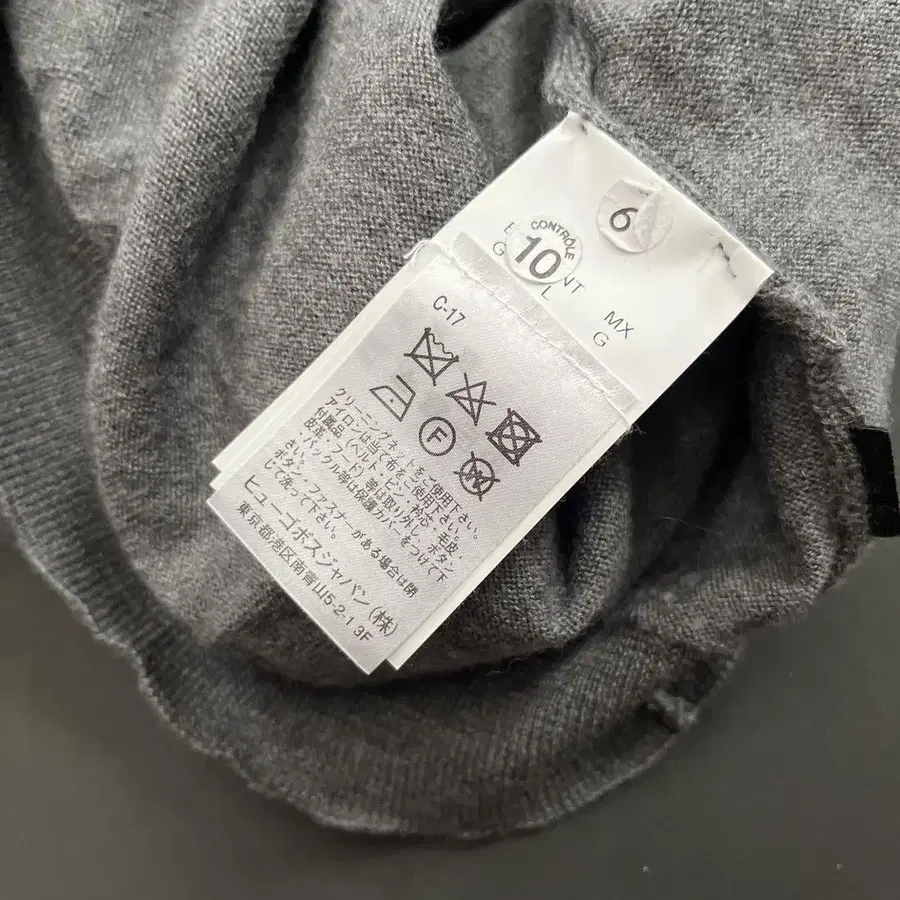 6
CONTRÔLE
10
NT
L
MX
G
G
C-17
F
クリーニングネットをご使用下さい。
アイロンは当て布をご使用下さい。
付属品(ベルト・ピン・衿芯・毛皮・
皮革・フード)等は取り外し、ボタン
・バックル等は保護カバーをつけて下
さい。
ボタン・ファスナーがある場合は閉
じて洗って下さい。
ヒューゴボスジャパン(株)
東京都港区南青山5-2-1 3F